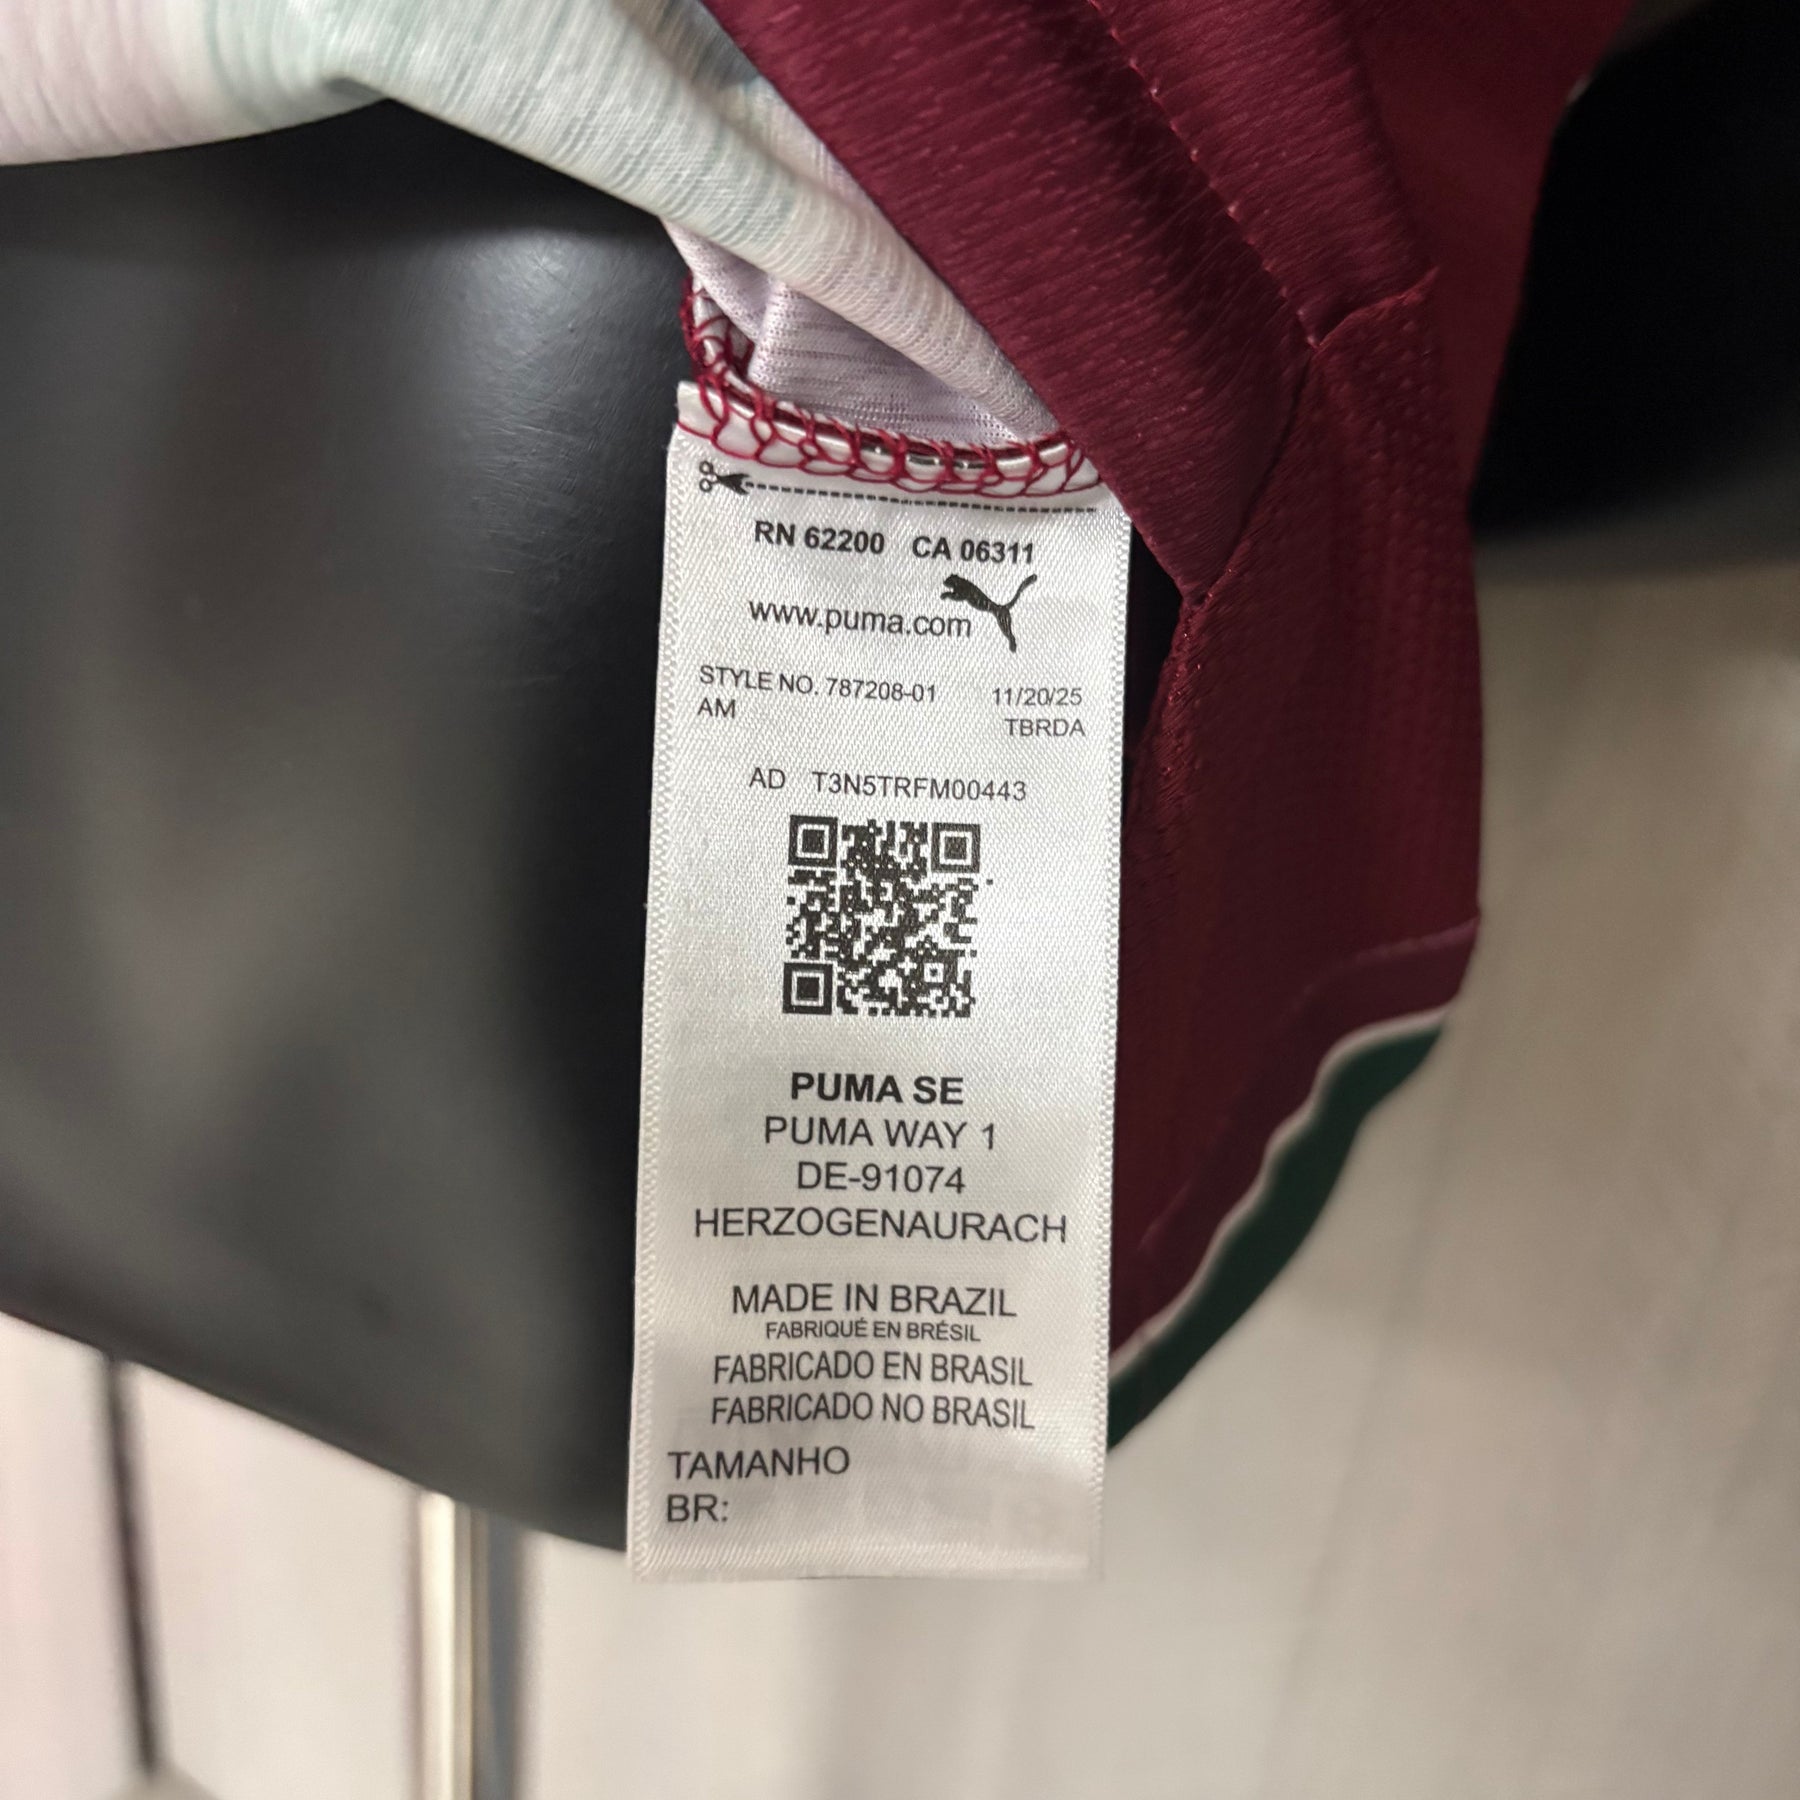 RN 62200 CA 06311
www.puma.com
STYLE NO. 787208-01 11/20/25
AM TBRDA
AD T3N5TRFM00443
PUMA SE
PUMA WAY 1
DE-91074
HERZOGENAURACH
MADE IN BRAZIL
FABRIQUÉ EN BRÉSIL
FABRICADO EN BRASIL
FABRICADO NO BRASIL
TAMANHO
BR: